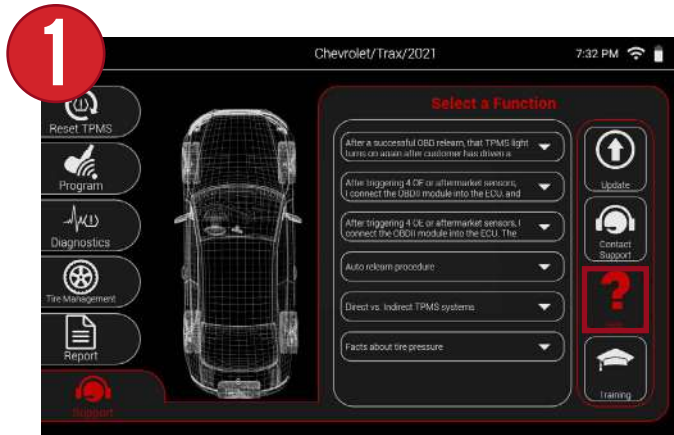 1
Chevrolet/Trax/2021
7:32 PM
Reset TPMS
Program
Diagnostics
Tire Management
Report
Support
Select a Function
After a successful OBD relearn, that TPMS light
turns on again after customer has driven a
After triggering 4 OE or aftermarket sensors,
I connect the OBDII module into the ECU, and
After triggering 4 OE or aftermarket sensors, I
connect the OBDII module into the ECU. The
Auto relearn procedure
Direct vs. Indirect TPMS systems
Facts about tire pressure
Update
Contact
Support
?
Training